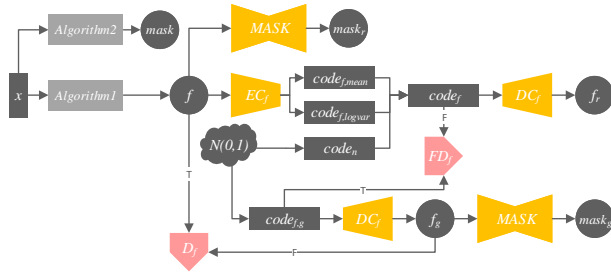 Algorithm2
mask
MASK
mask_r
x
Algorithm1
f
EC_f
code_f,mean
code_f,logvar
code_f
DC_f
f_r
F
N(0,1)
code_n
FD_f
T
T
code_f,g
DC_f
f_g
MASK
mask_g
D_f
F